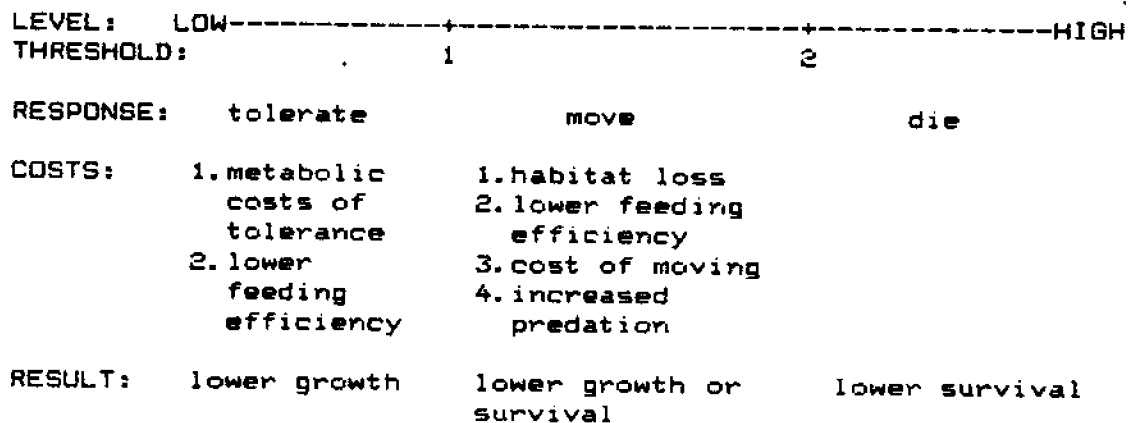 LEVEL: LOW--------------+----------------------+---------------HIGH
THRESHOLD: 1 2
RESPONSE: tolerate move die
COSTS: 1.metabolic 1.habitat loss
costs of 2.lower feeding
tolerance efficiency
2.lower 3.cost of moving
feeding 4.increased
efficiency predation
RESULT: lower growth lower growth or lower survival
survival